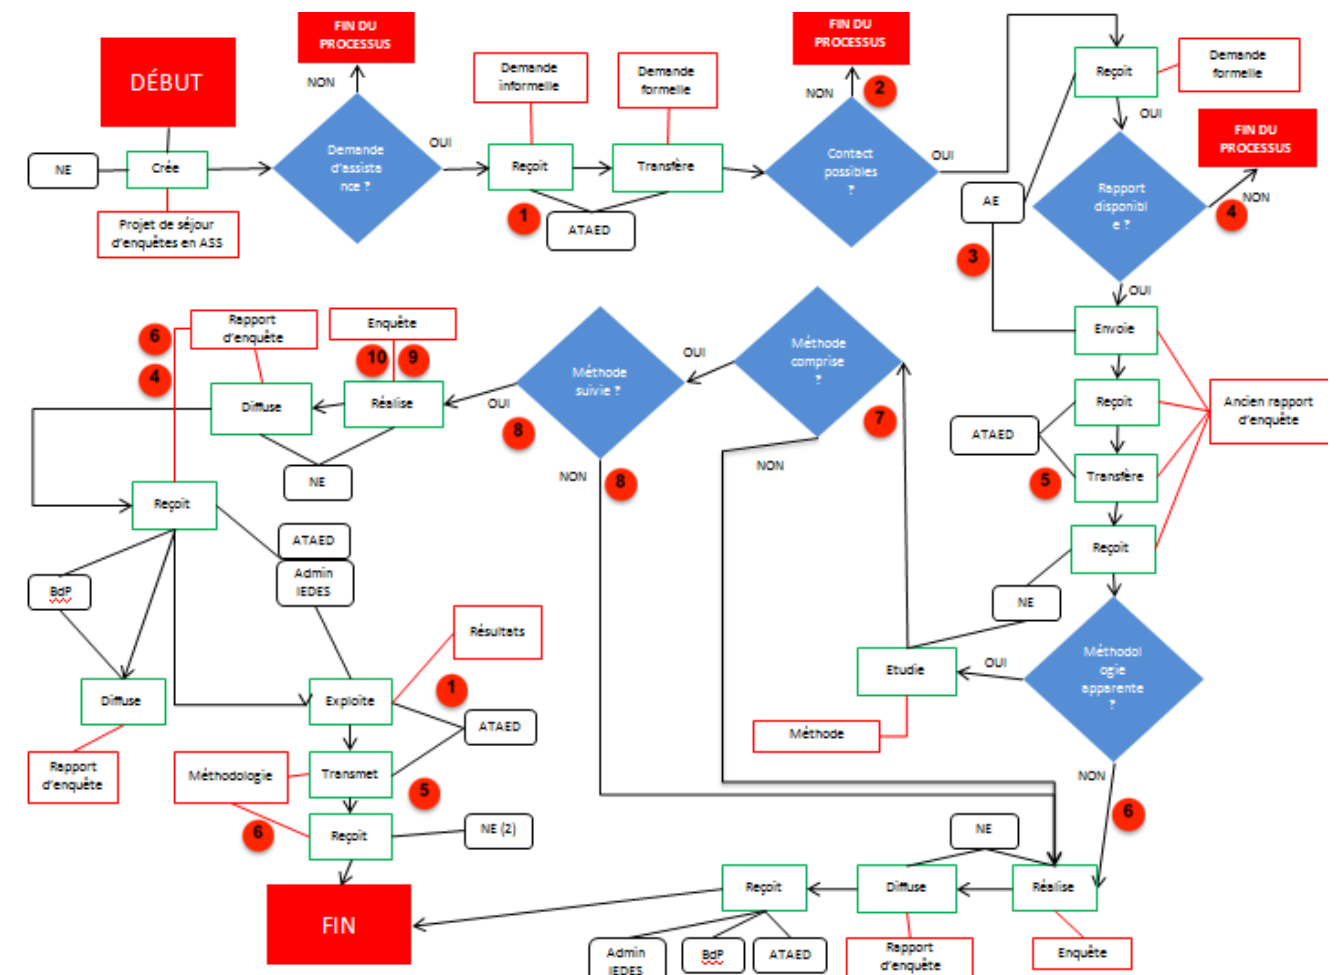 FIN DU
PROCESSUS
DÉBUT
NON
Demande
informelle
Demande
formelle
FIN DU
PROCESSUS
NON
2
Reçoit
Demande
formelle
OUI
FIN DU
PROCESSUS
NE
Crée
Demande
d'assista
nce ?
OUI
Reçoit
Transfère
Contact
possibles
?
OUI
Projet de séjour
d'enquêtes en ASS
1
ATAED
AE
Rapport
disponibl
e ?
4
NON
3
OUI
Envoie
Rapport
d'enquête
6
4
Enquête
10
9
Diffuse
Réalise
NE
Méthode
suivie ?
OUI
8
NON
8
OUI
Méthode
comprise
?
7
NON
Reçoit
Ancien rapport
d'enquête
ATAED
5
Transfère
Reçoit
Reçoit
ATAED
Admin
IEDES
BdP
NE
Résultats
Etudie
OUI
Méthodol
ogie
apparente
?
Méthode
NON
6
Diffuse
Exploite
1
ATAED
Rapport
d'enquête
Méthodologie
Transmet
5
6
Reçoit
NE (2)
NE
FIN
Reçoit
Diffuse
Réalise
Admin
IEDES
BdP
ATAED
Rapport
d'enquête
Enquête